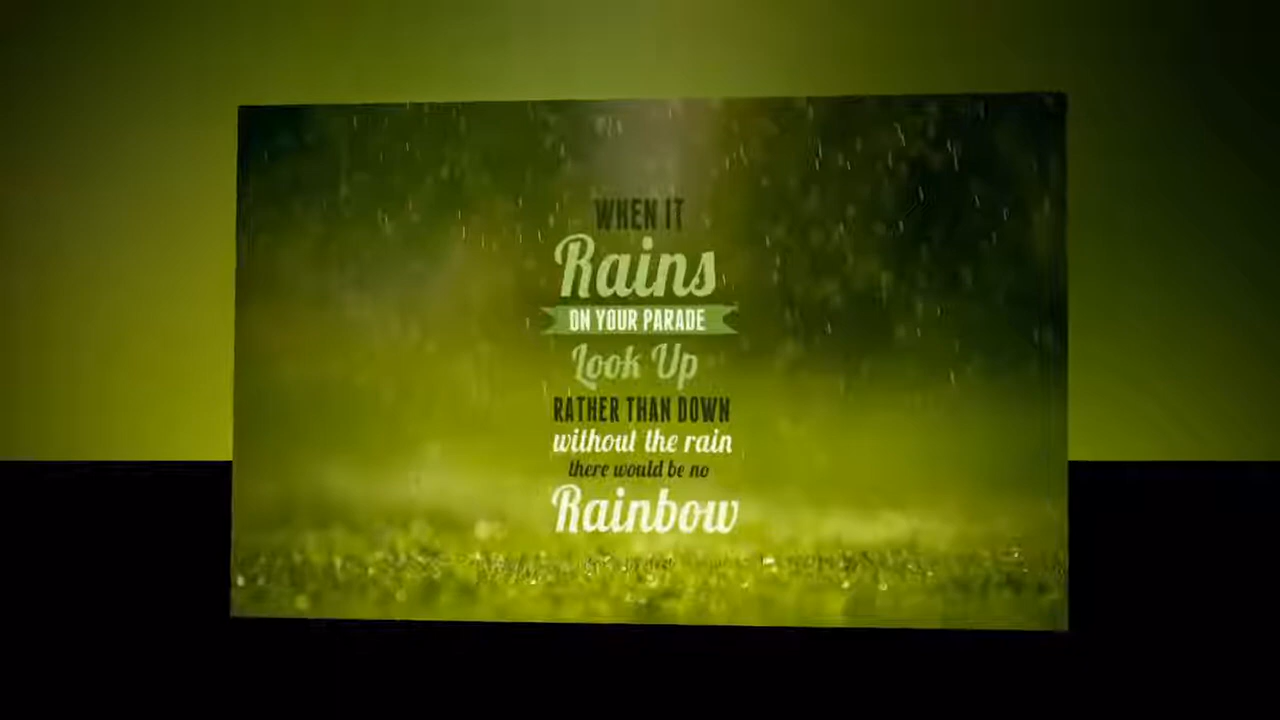 WHEN IT
Rains
ON YOUR PARADE
Look Up
RATHER THAN DOWN
without the rain
there would be no
Rainbow